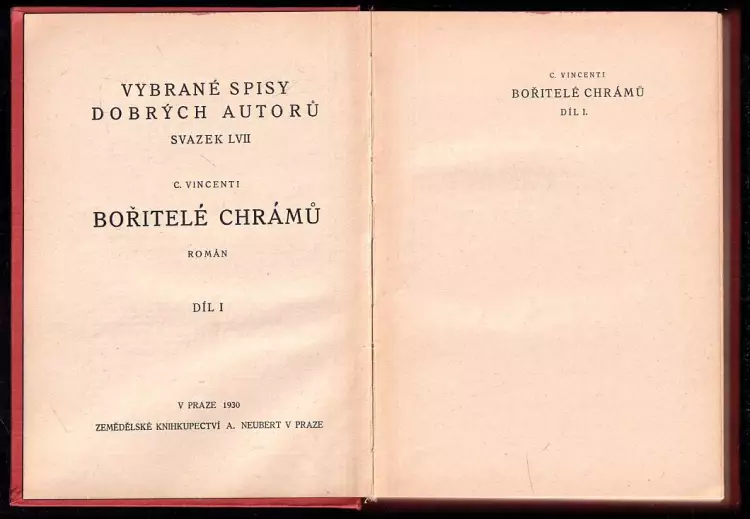 VYBRANÉ SPISY
DOBRÝCH AUTORŮ
SVAZEK LVII
C. VINCENTI
BOŘITELÉ CHRÁMŮ
ROMÁN
DÍL I
V PRAZE 1930
ZEMĚDĚLSKÉ KNIHKUPECTVÍ A. NEUBERT V PRAZE
C. VINCENTI
BOŘITELÉ CHRÁMŮ
DÍL I.